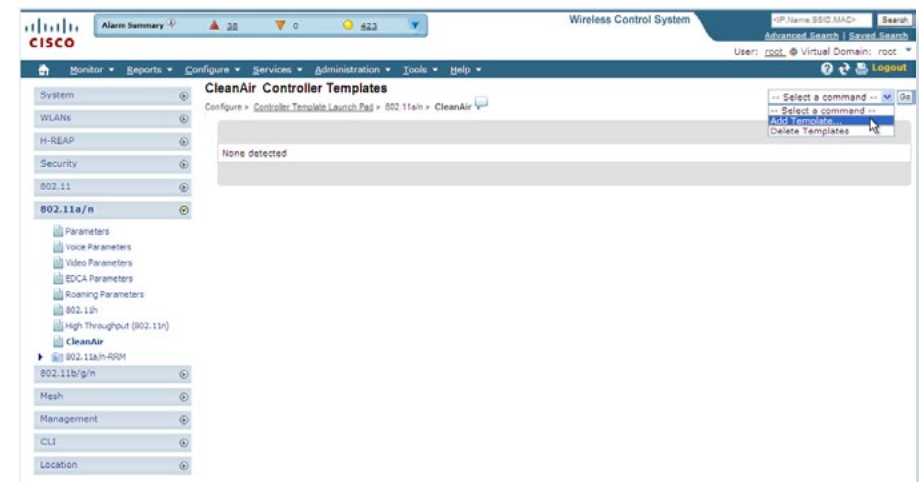 Alarm Summary 38 0 423
Wireless Control System
<IP,Name,SSID,MAC> Search
Advanced Search | Saved Search
CISCO
User: root @ Virtual Domain: root
Monitor Reports Configure Services Administration Tools Help Logout
System
WLANs
H-REAP
Security
802.11
802.11a/n
Parameters
Voice Parameters
Video Parameters
EDCA Parameters
Roaming Parameters
802.11h
High Throughput (802.11n)
CleanAir
802.11a/n-RRM
802.11b/g/n
Mesh
Management
CLI
Location
CleanAir Controller Templates
Configure > Controller Template Launch Pad > 802.11a/n > CleanAir
None detected
-- Select a command -- Go
-- Select a command --
Add Template...
Delete Templates